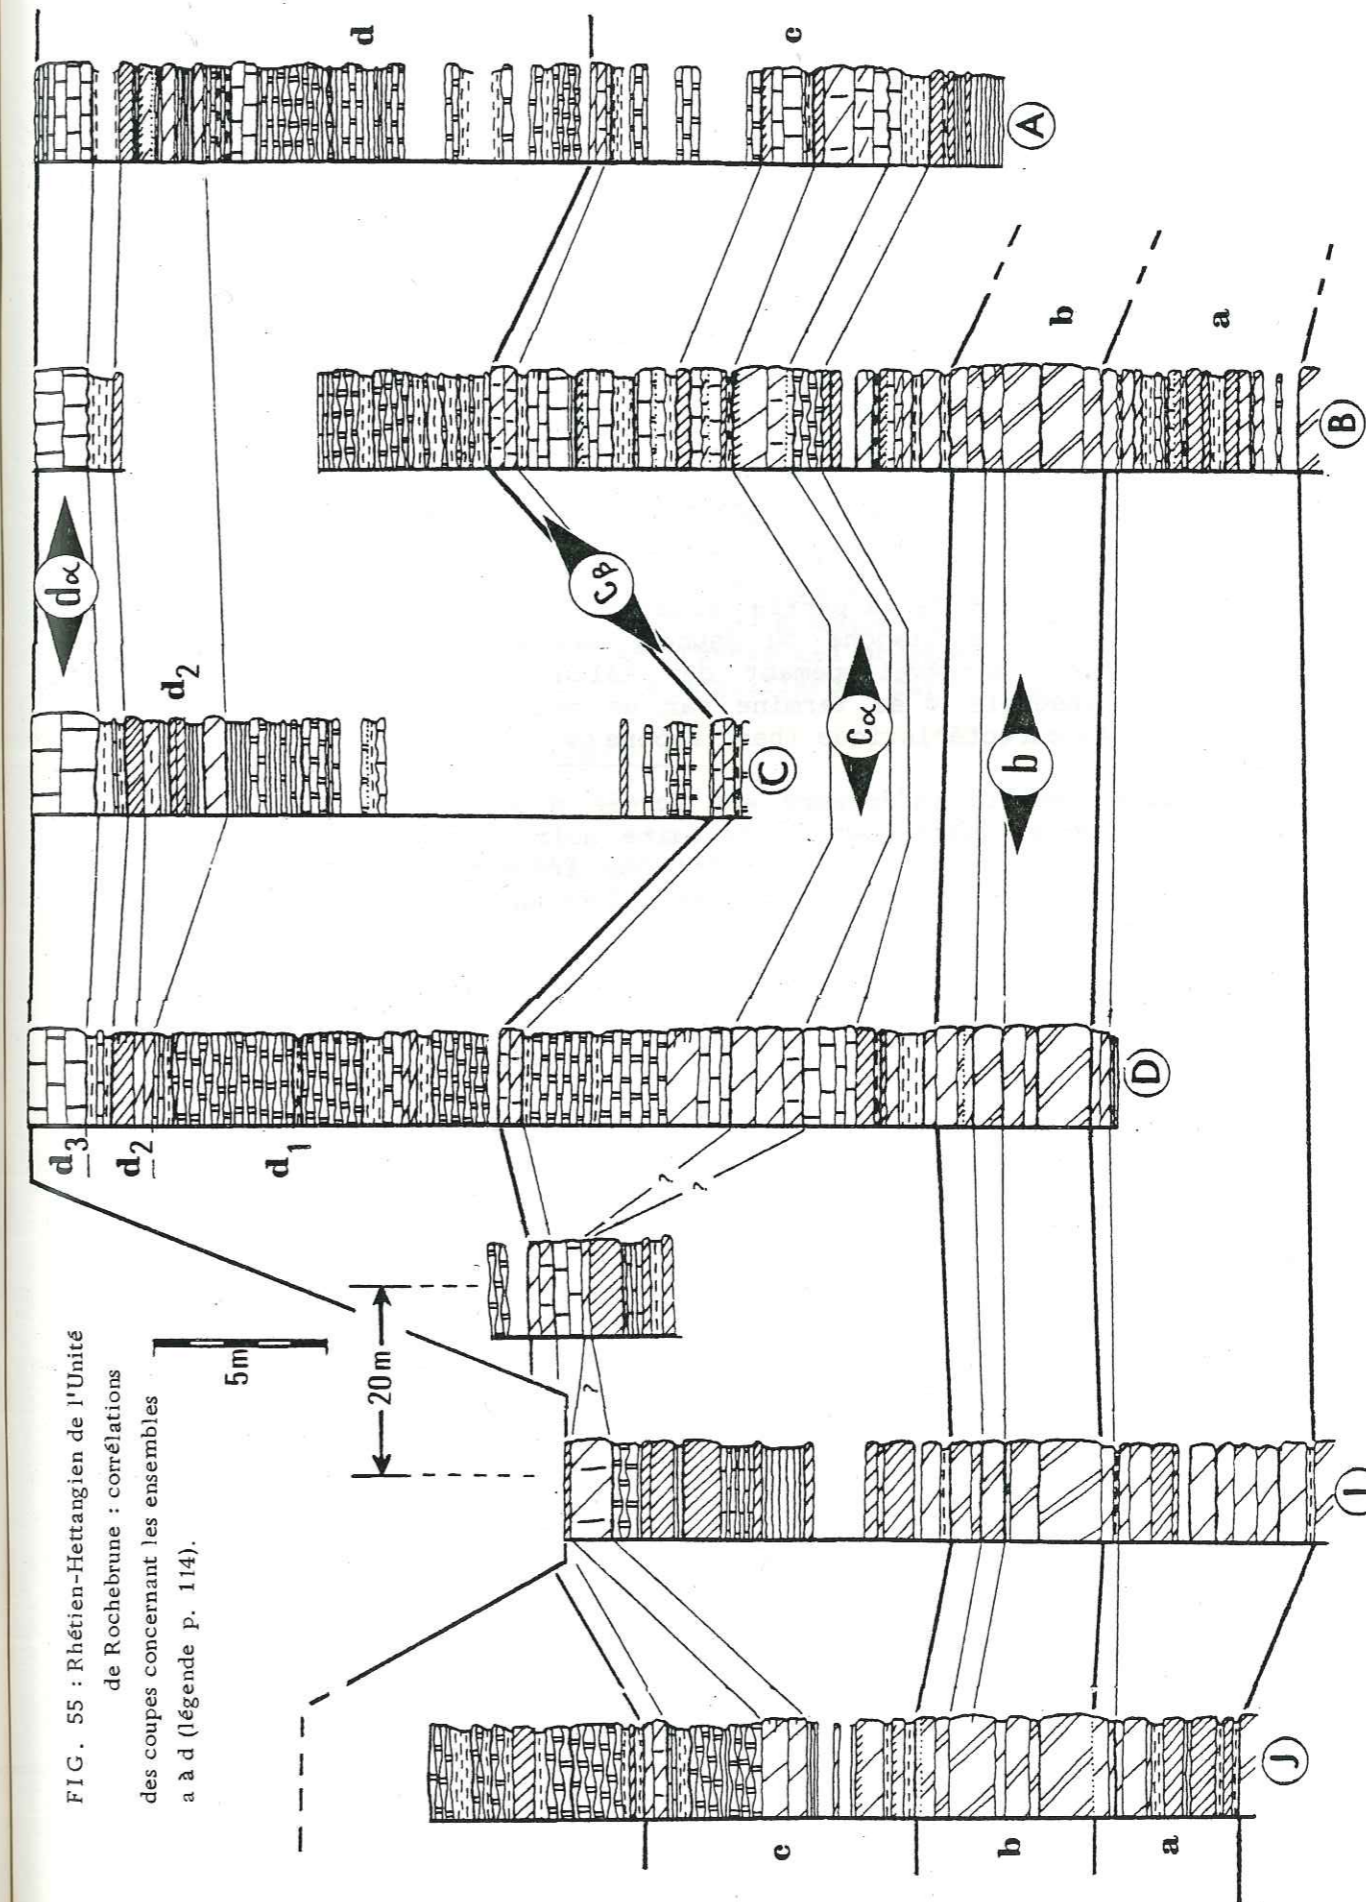 FIG. 55 : Rhétien-Hettangien de l'Unité
de Rochebrune : corrélations
des coupes concernant les ensembles
a à d (légende p. 114).
5m
20m
d
c
b
a
d3
d2
d1
d2
dα
cβ
cα
b
?
?
?
c
b
a
J
I
D
C
B
A